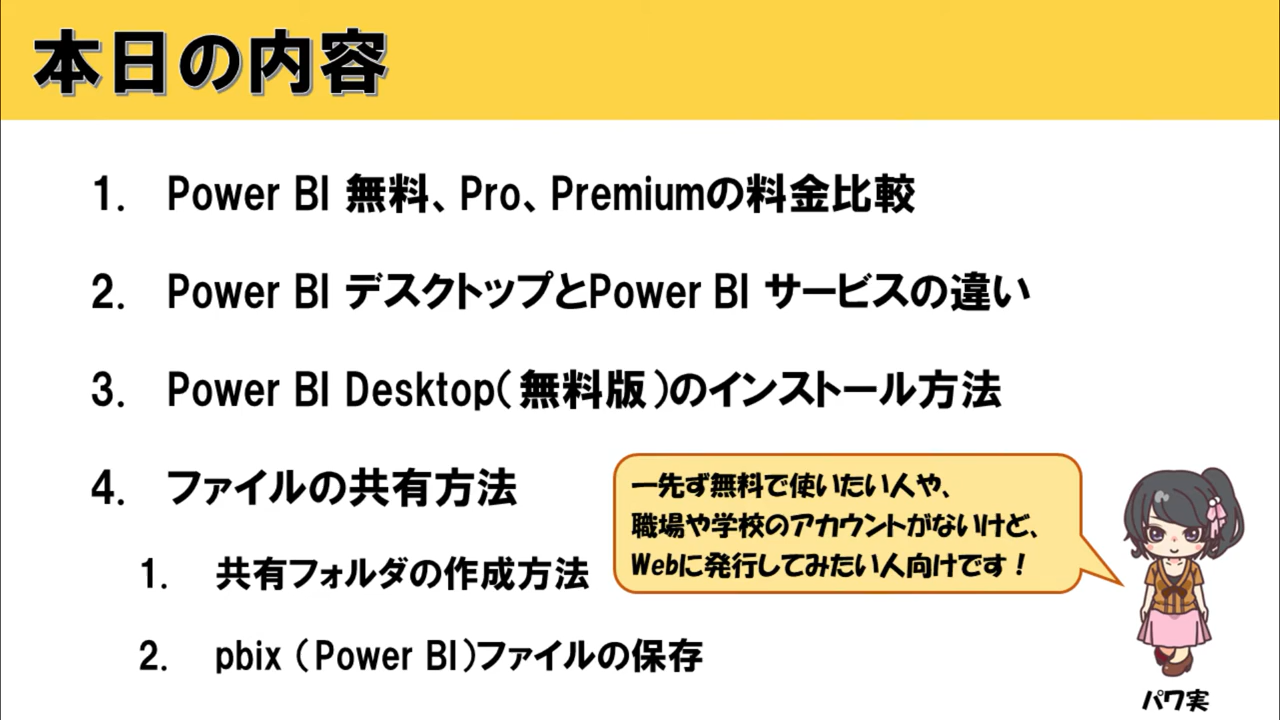 本日の内容
1. Power BI 無料、Pro、Premiumの料金比較
2. Power BI デスクトップとPower BI サービスの違い
3. Power BI Desktop(無料版)のインストール方法
4. ファイルの共有方法
一先ず無料で使いたい人や、
職場や学校のアカウントがないけど、
Webに発行してみたい人向けです!
1. 共有フォルダの作成方法
2. pbix (Power BI)ファイルの保存
パワ実